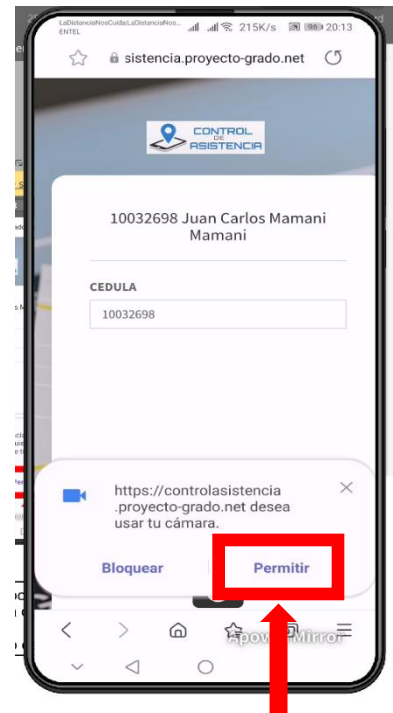 LaDistanciaNosCuida|LaDistanciaNos...
ENTEL
215K/s
96
20:13
sistencia.proyecto-grado.net
CONTROL
DE
ASISTENCIA
10032698 Juan Carlos Mamani
Mamani
CEDULA
10032698
https://controlasistencia
.proyecto-grado.net desea
usar tu cámara.
Bloquear
Permitir